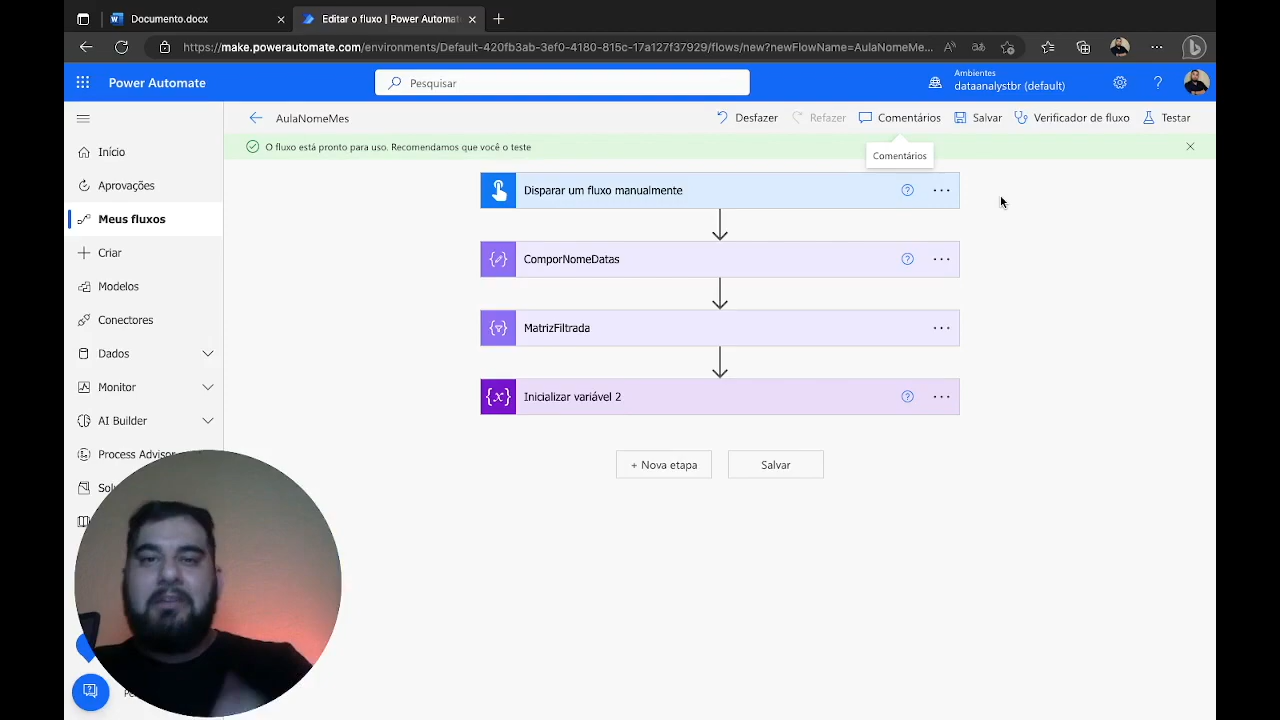 Documento.docx
Editar o fluxo | Power Automat
https://make.powerautomate.com/environments/Default-420fb3ab-3ef0-4180-815c-17a127f37929/flows/new?newFlowName=AulaNomeMe...
Power Automate
Pesquisar
Ambientes
dataanalystbr (default)
AulaNomeMes
Desfazer
Refazer
Comentários
Salvar
Verificador de fluxo
Testar
O fluxo está pronto para uso. Recomendamos que você o teste
Comentários
Início
Aprovações
Meus fluxos
Criar
Modelos
Conectores
Dados
Monitor
AI Builder
Process Advisor
Disparar um fluxo manualmente
ComporNomeDatas
MatrizFiltrada
Inicializar variável 2
+ Nova etapa
Salvar